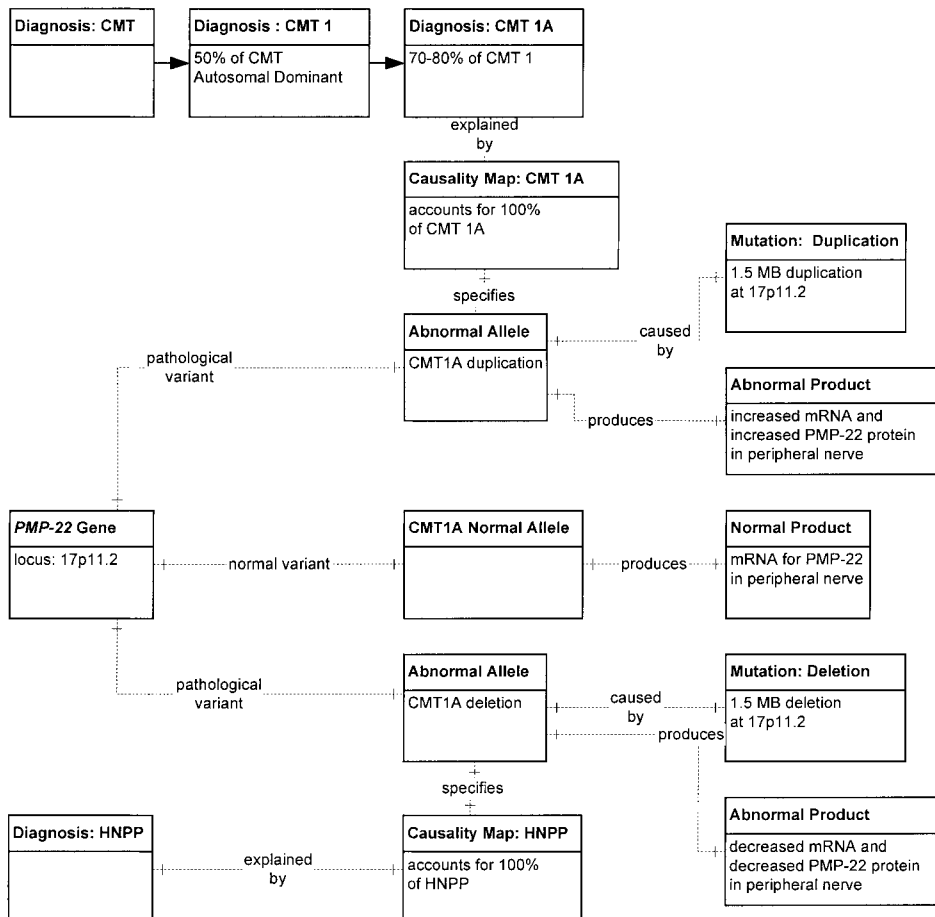 Diagnosis: CMT
Diagnosis : CMT 1
50% of CMT
Autosomal Dominant
Diagnosis: CMT 1A
70-80% of CMT 1
explained
by
Causality Map: CMT 1A
accounts for 100%
of CMT 1A
specifies
Mutation: Duplication
1.5 MB duplication
at 17p11.2
Abnormal Allele
CMT1A duplication
caused
by
pathological
variant
produces
Abnormal Product
increased mRNA and
increased PMP-22 protein
in peripheral nerve
PMP-22 Gene
locus: 17p11.2
normal variant
CMT1A Normal Allele
produces
Normal Product
mRNA for PMP-22
in peripheral nerve
pathological
variant
Abnormal Allele
CMT1A deletion
caused
by
produces
Mutation: Deletion
1.5 MB deletion
at 17p11.2
specifies
Diagnosis: HNPP
explained
by
Causality Map: HNPP
accounts for 100%
of HNPP
Abnormal Product
decreased mRNA and
decreased PMP-22 protein
in peripheral nerve